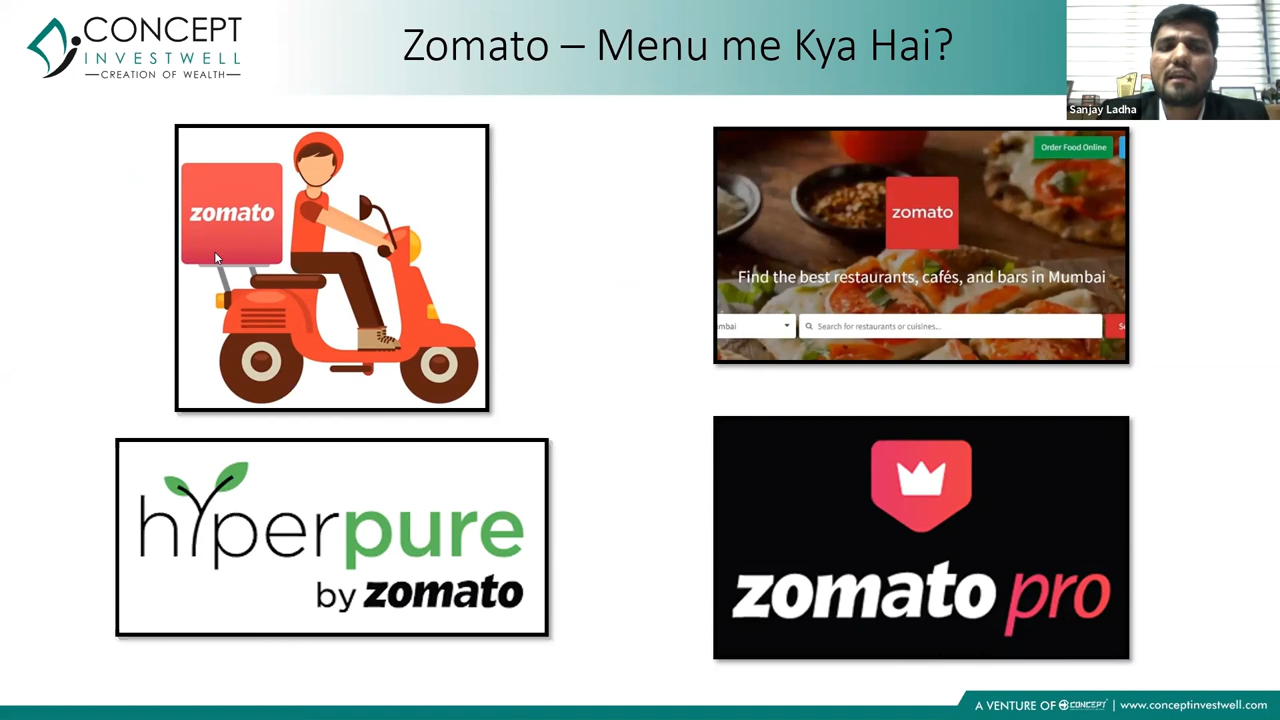 CONCEPT
INVESTWELL
CREATION OF WEALTH
Zomato – Menu me Kya Hai?
Sanjay Ladha
zomato
Order Food Online
zomato
Find the best restaurants, cafés, and bars in Mumbai
mbai
Search for restaurants or cuisines...
Se
hyperpure
by zomato
zomato pro
A VENTURE OF CONCEPT | www.conceptinvestwell.com